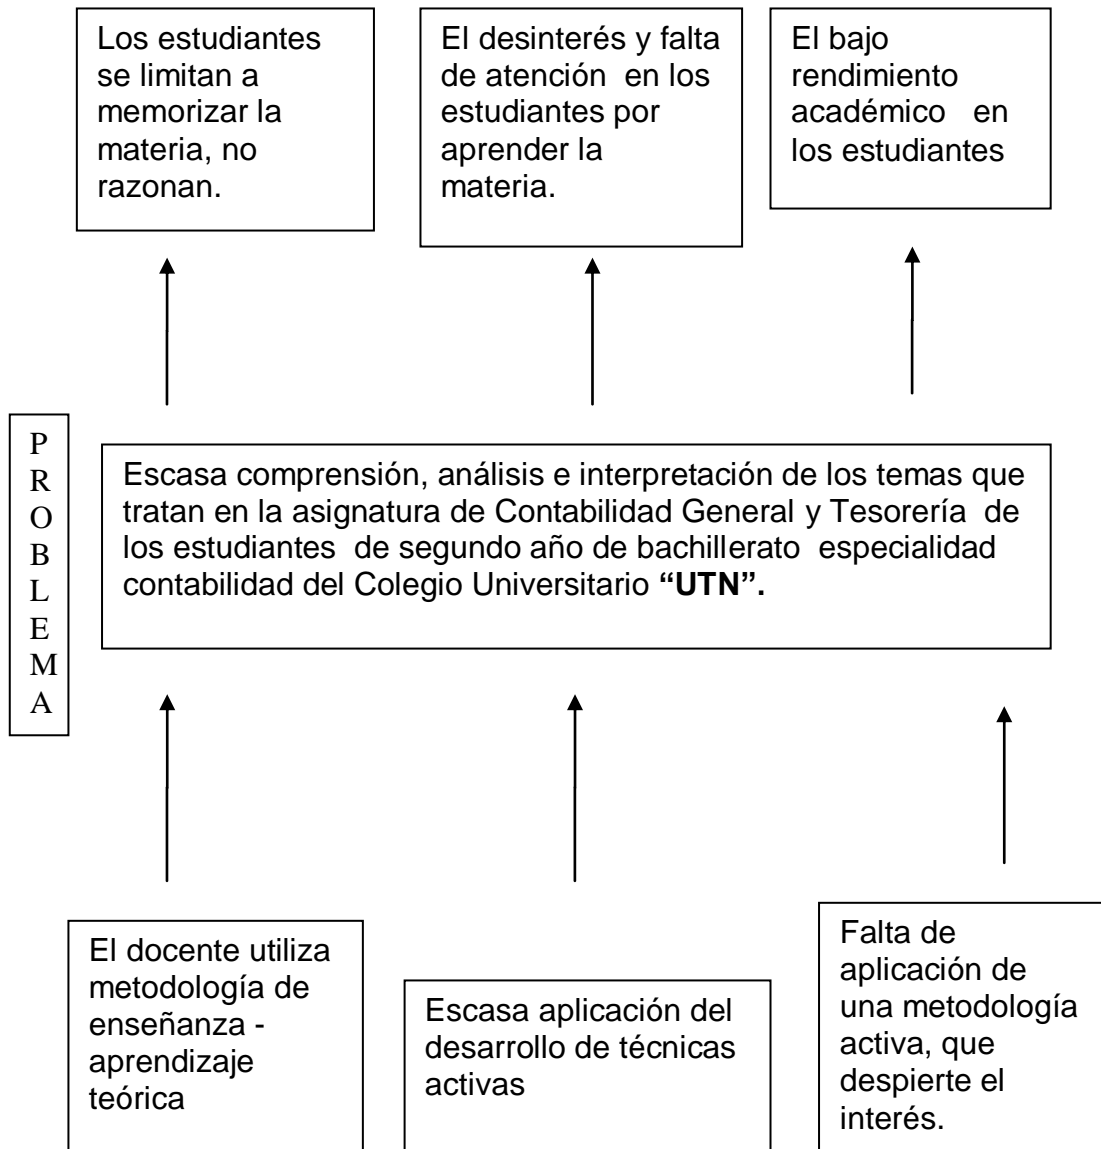 Los estudiantes
se limitan a
memorizar la
materia, no
razonan.
El desinterés y falta
de atención en los
estudiantes por
aprender la
materia.
El bajo
rendimiento
académico en
los estudiantes
P
R
O
B
L
E
M
A
Escasa comprensión, análisis e interpretación de los temas que
tratan en la asignatura de Contabilidad General y Tesorería de
los estudiantes de segundo año de bachillerato especialidad
contabilidad del Colegio Universitario “UTN”.
El docente utiliza
metodología de
enseñanza -
aprendizaje
teórica
Escasa aplicación del
desarrollo de técnicas
activas
Falta de
aplicación de
una metodología
activa, que
despierte el
interés.